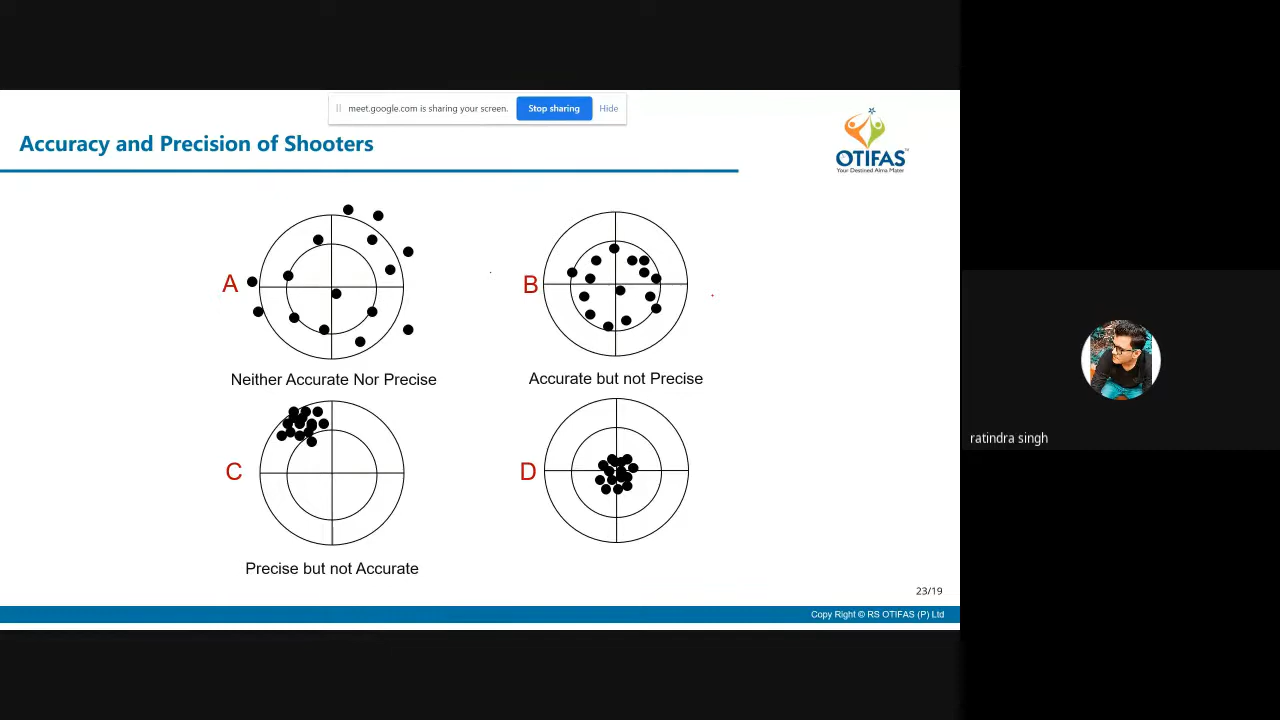 meet.google.com is sharing your screen. Stop sharing Hide
Accuracy and Precision of Shooters
OTIFAS
Your Destined Alma Mater
A
B
Neither Accurate Nor Precise
Accurate but not Precise
C
D
ratindra singh
Precise but not Accurate
23/19
Copy Right © RS OTIFAS (P) Ltd